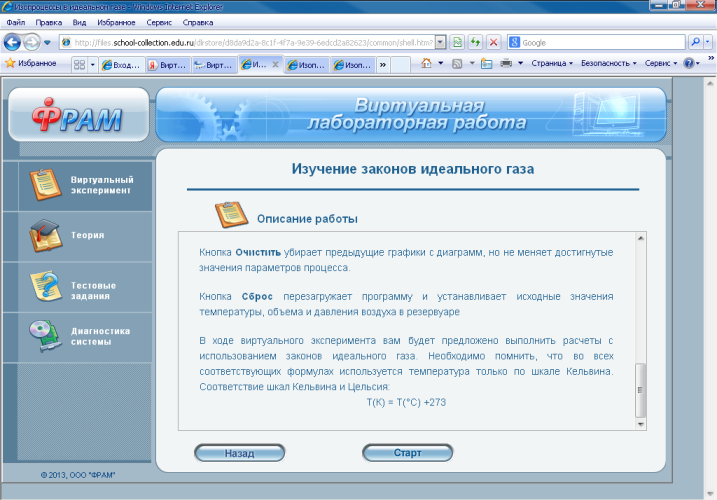 Изопроцессы в идеальном газе - Windows Internet Explorer
Файл Правка Вид Избранное Сервис Справка
http://files.school-collection.edu.ru/dlrstore/d8da9d2a-8c1f-4f7a-9e39-6edcd2a82623/common/shell.htm?
Google
Избранное
Вход...
Вирт...
Вирт...
И...
Изоп...
Изоп...
Страница
Безопасность
Сервис
ФРАМ
Виртуальная
лабораторная работа
Виртуальный
эксперимент
Теория
Тестовые
задания
Диагностика
системы
© 2013, ООО "ФРАМ"
Изучение законов идеального газа
Описание работы
Кнопка Очистить убирает предыдущие графики с диаграмм, но не меняет достигнутые
значения параметров процесса.
Кнопка Сброс перезагружает программу и устанавливает исходные значения
температуры, объема и давления воздуха в резервуаре
В ходе виртуального эксперимента вам будет предложено выполнить расчеты с
использованием законов идеального газа. Необходимо помнить, что во всех
соответствующих формулах используется температура только по шкале Кельвина.
Соответствие шкал Кельвина и Цельсия:
T(K) = T(°C) +273
Назад
Старт